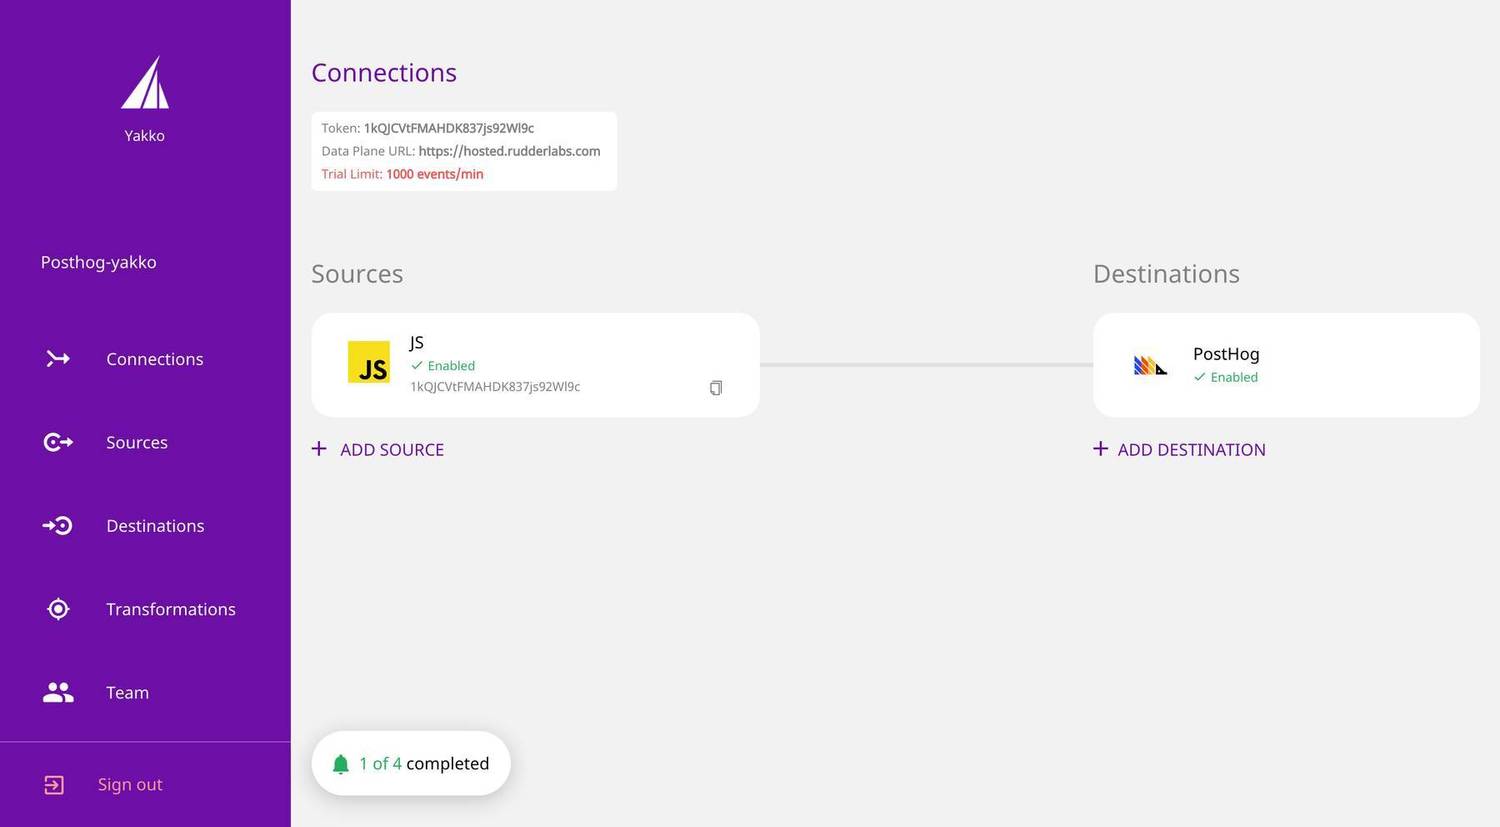 Yakko
Posthog-yakko
Connections
Sources
Destinations
Transformations
Team
Sign out
Connections
Token: 1kQJCVtFMAHDK837js92Wl9c
Data Plane URL: https://hosted.rudderlabs.com
Trial Limit: 1000 events/min
Sources
JS
JS
Enabled
1kQJCVtFMAHDK837js92Wl9c
+ ADD SOURCE
Destinations
PostHog
Enabled
+ ADD DESTINATION
1 of 4 completed